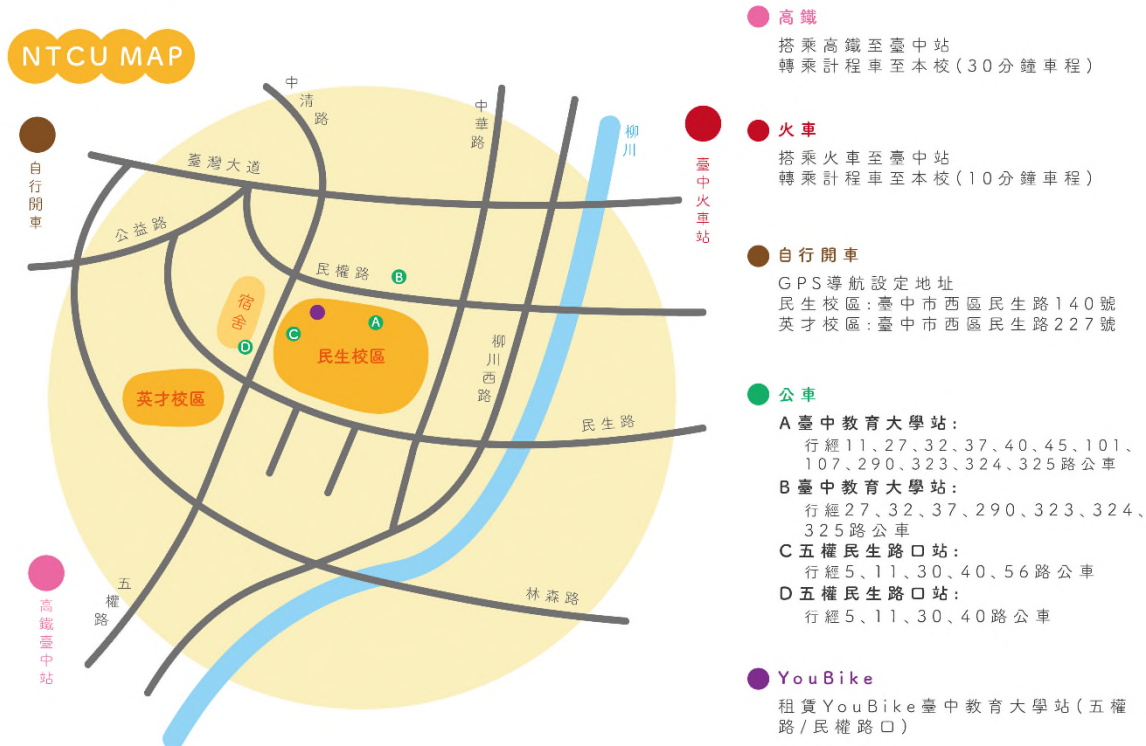 NTCU MAP
中清路
中華路
柳川
臺灣大道
自行開車
公益路
臺中火車站
民權路
B
宿舍
A
C
D
民生校區
柳川西路
英才校區
民生路
五權路
林森路
高鐵臺中站
高鐵
搭乘高鐵至臺中站
轉乘計程車至本校(30分鐘車程)
火車
搭乘火車至臺中站
轉乘計程車至本校(10分鐘車程)
自行開車
GPS導航設定地址
民生校區:臺中市西區民生路140號
英才校區:臺中市西區民生路227號
公車
A臺中教育大學站:
行經11、27、32、37、40、45、101、
107、290、323、324、325路公車
B臺中教育大學站:
行經27、32、37、290、323、324、
325路公車
C五權民生路口站:
行經5、11、30、40、56路公車
D五權民生路口站:
行經5、11、30、40路公車
YouBike
租賃YouBike臺中教育大學站(五權
路/民權路口)